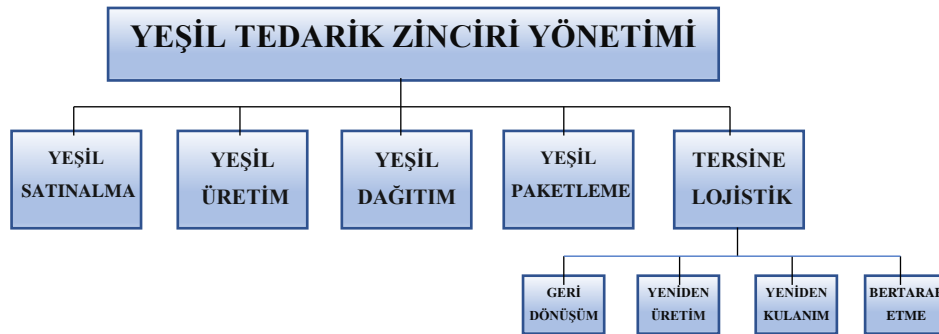 YEŞİL TEDARİK ZİNCİRİ YÖNETİMİ
YEŞİL
SATINALMA
YEŞİL
ÜRETİM
YEŞİL
DAĞITIM
YEŞİL
PAKETLEME
TERSİNE
LOJİSTİK
GERİ
DÖNÜŞÜM
YENİDEN
ÜRETİM
YENİDEN
KULANIM
BERTARAF
ETME